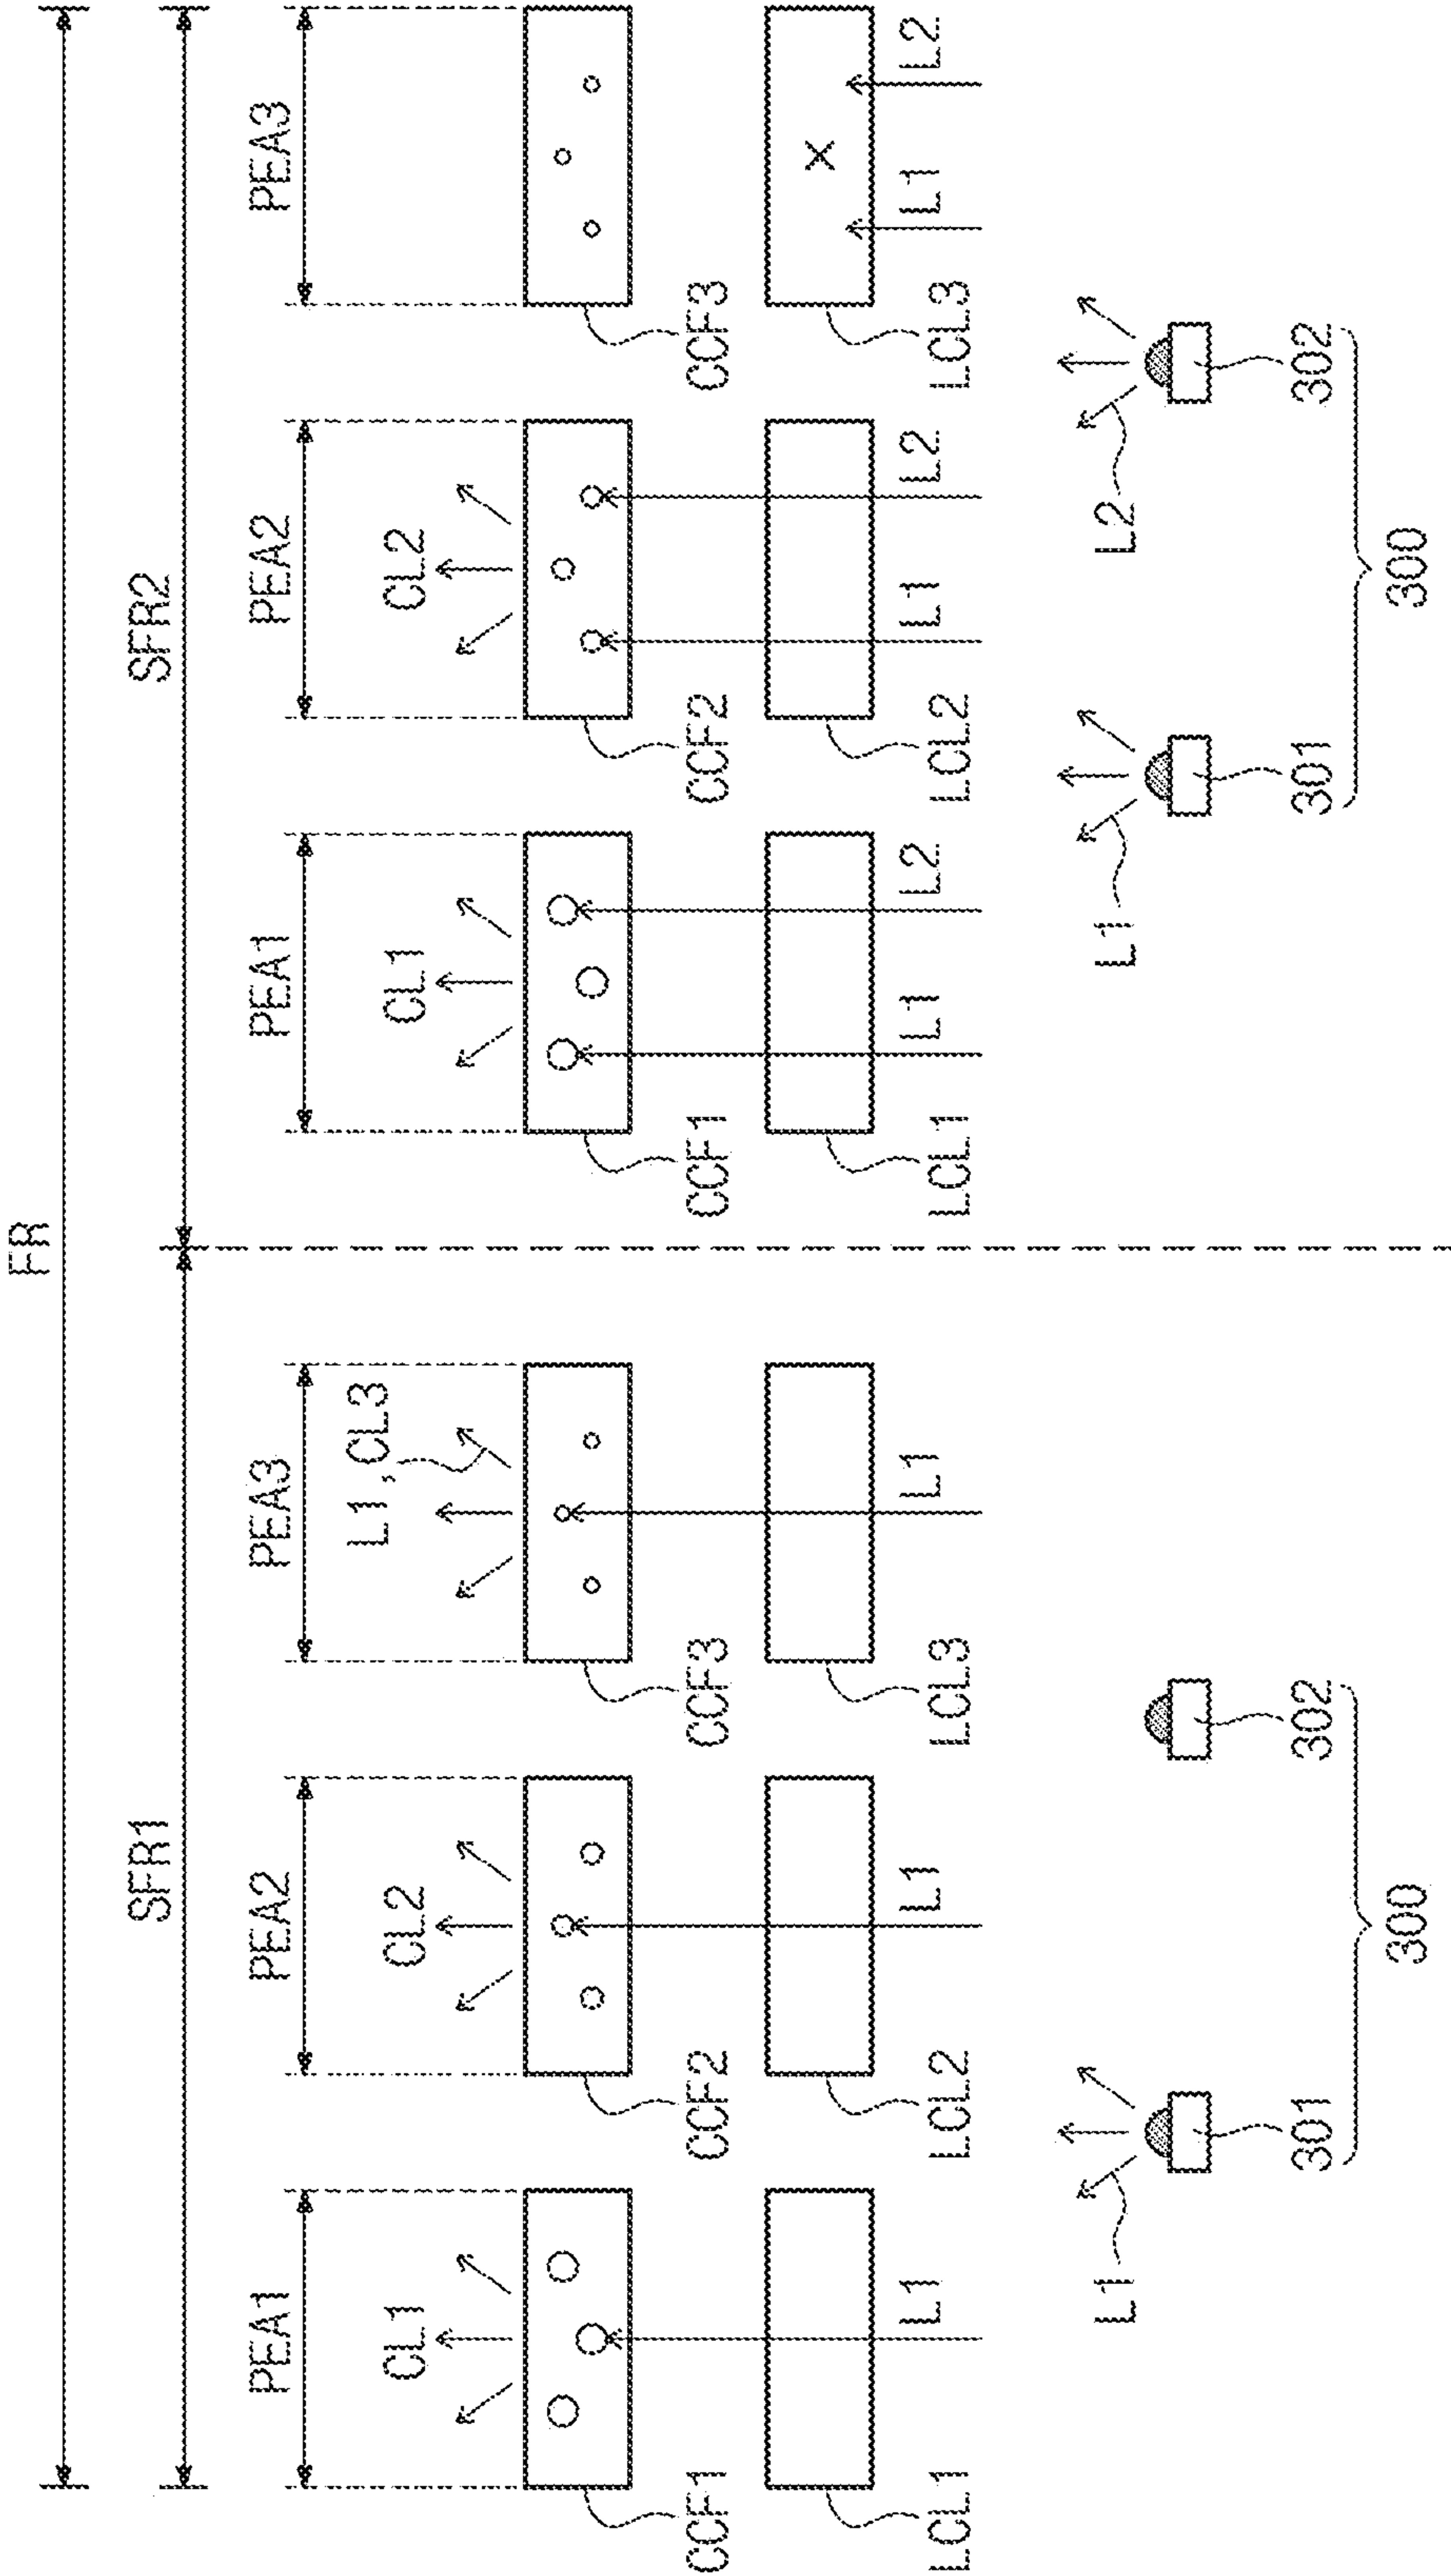 FR
SFR1 SFR2
PEA1 PEA2 PEA3 PEA1 PEA2 PEA3
L1,CL3
CL1 CL2 CL1 CL2
CCF1 CCF2 CCF3 CCF1 CCF2 CCF3
L1 L1 L1 L1 L2 L1 L2 L1 L2
LCL1 LCL2 LCL3 LCL1 LCL2 LCL3
L1 L1 L2
301 302 301 302
300 300